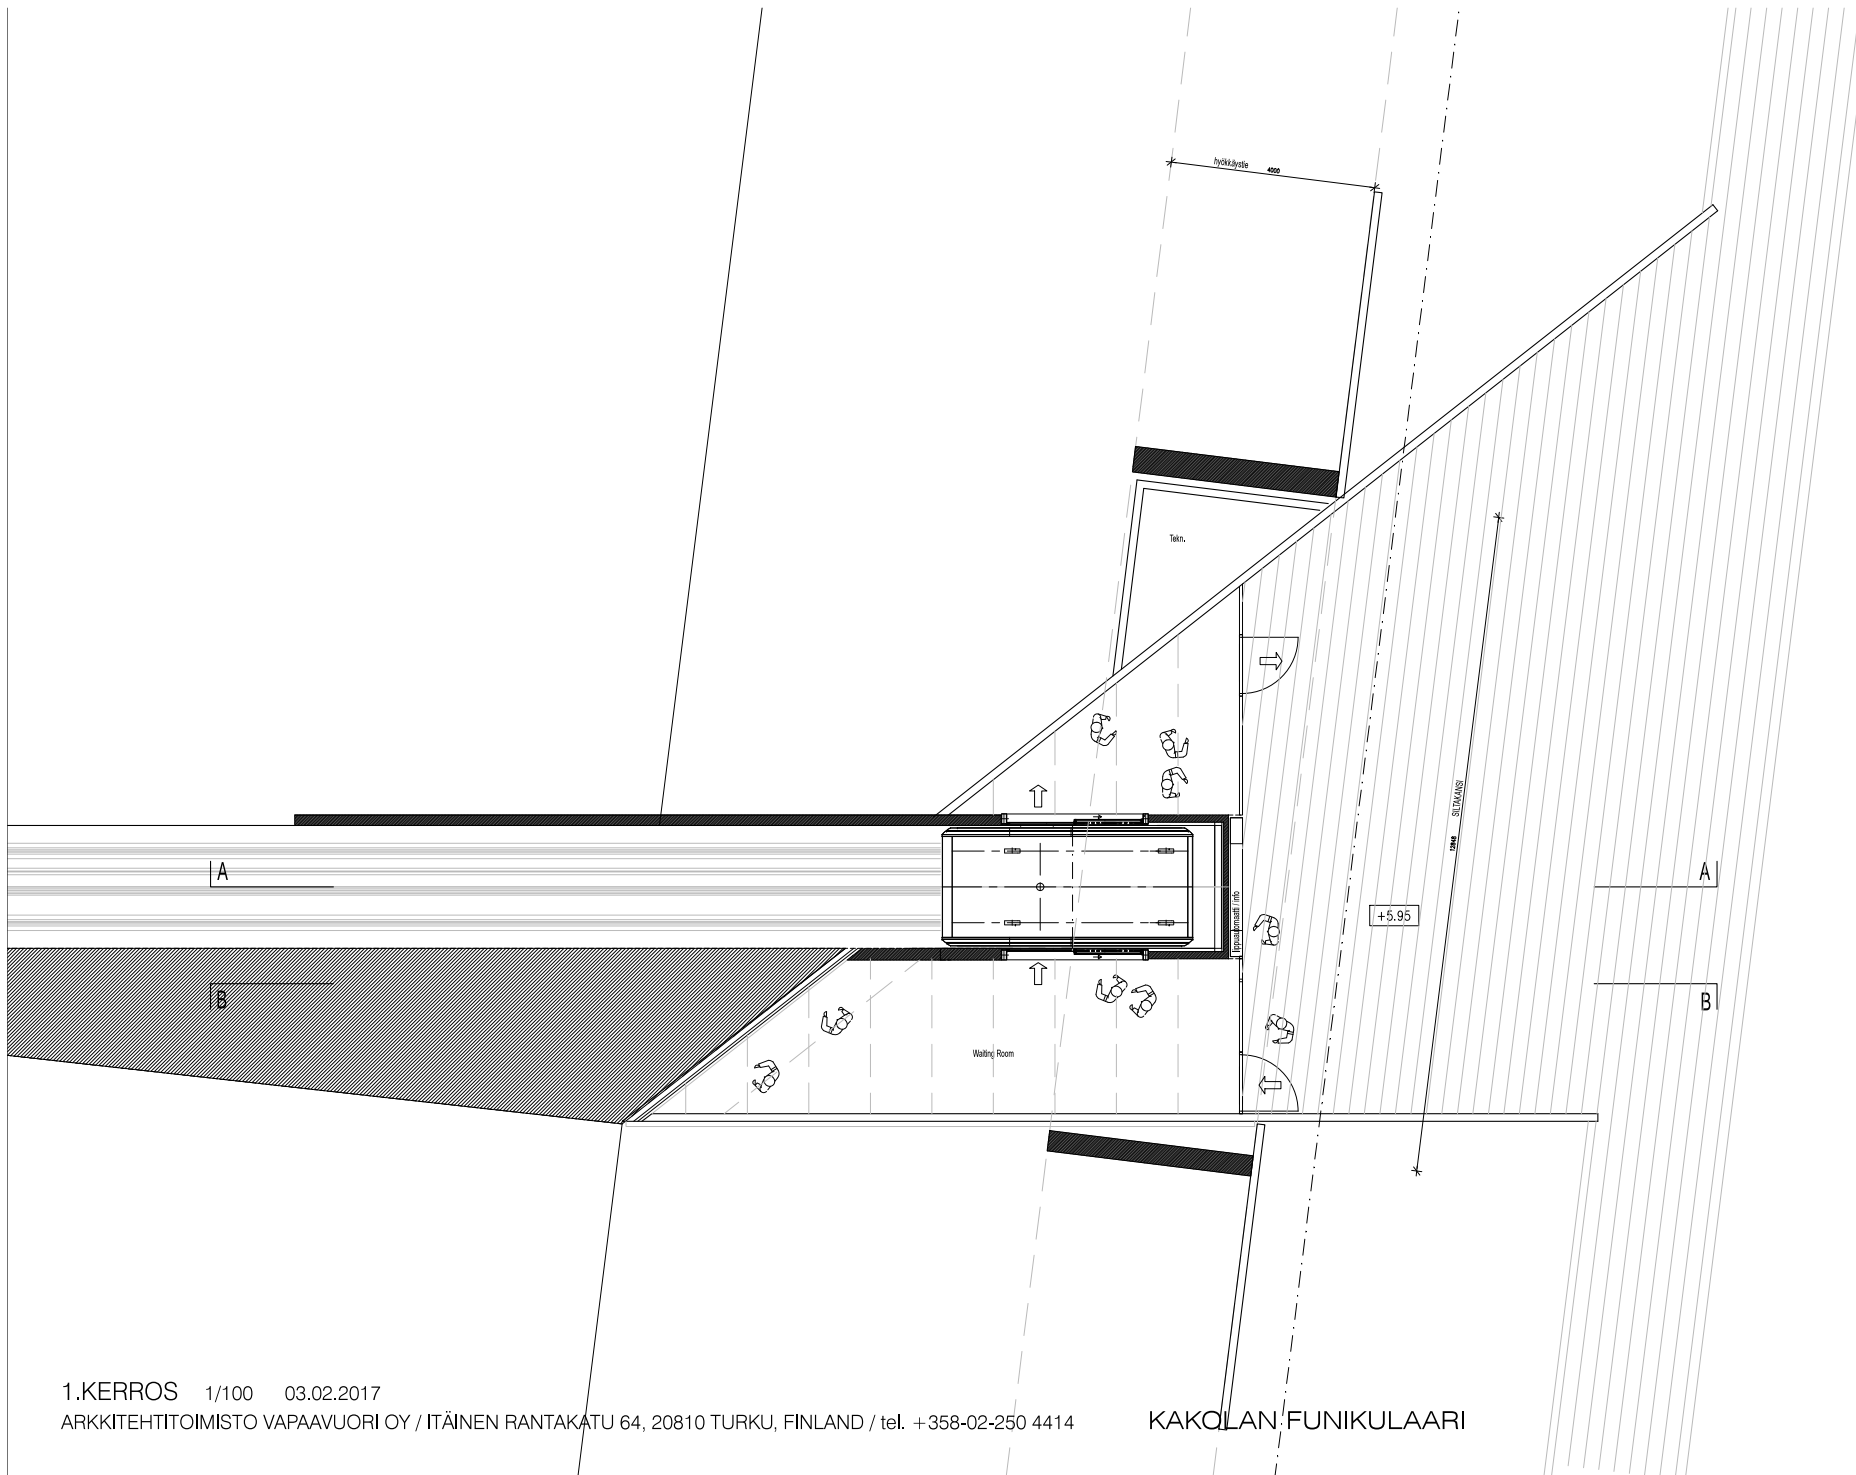 hyökkäystie 4000
Tekn.
SILTAKANSI
12848
A
A
lippuautomaatti / info
+5.95
B
B
Waiting Room
1.KERROS 1/100 03.02.2017
ARKKITEHTITOIMISTO VAPAAVUORI OY / ITÄINEN RANTAKATU 64, 20810 TURKU, FINLAND / tel. +358-02-250 4414
KAKOLAN FUNIKULAARI